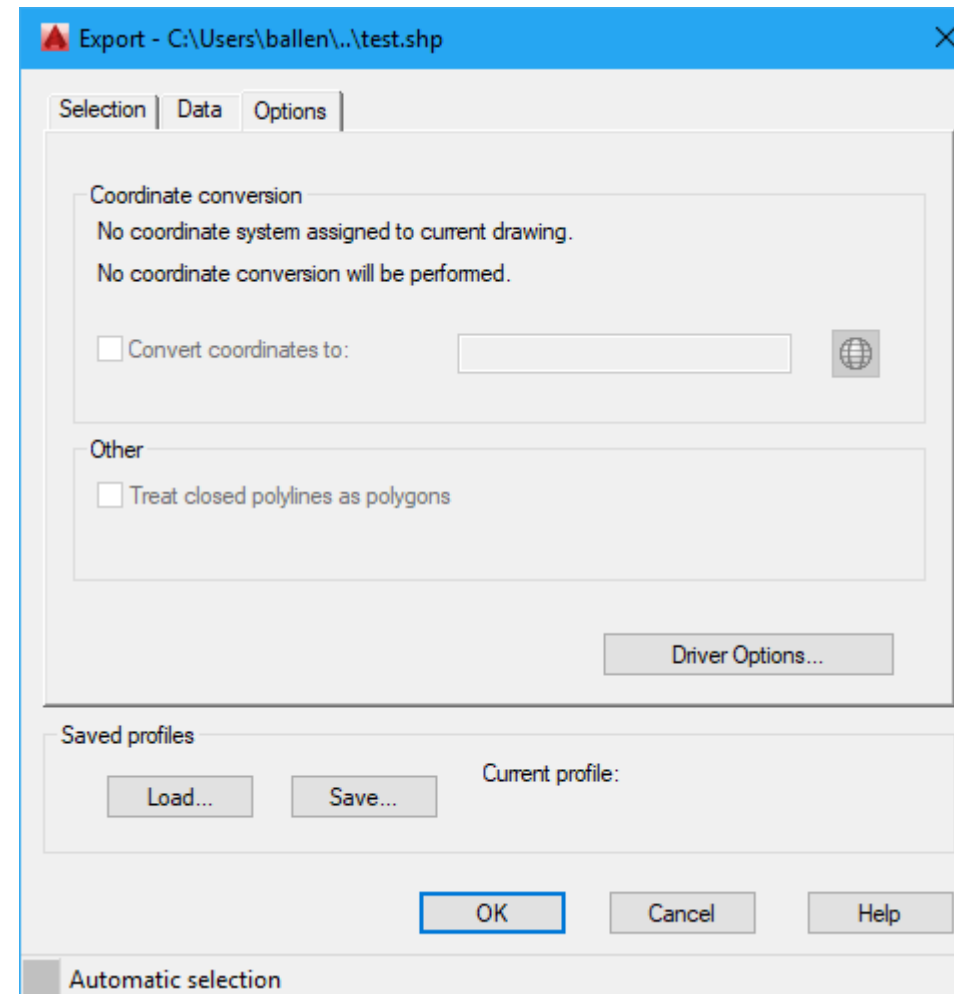 Export - C:\Users\ballen\..\test.shp
Selection Data Options
Coordinate conversion
No coordinate system assigned to current drawing.
No coordinate conversion will be performed.
Convert coordinates to:
Other
Treat closed polylines as polygons
Driver Options...
Saved profiles
Current profile:
Load... Save...
OK Cancel Help
Automatic selection